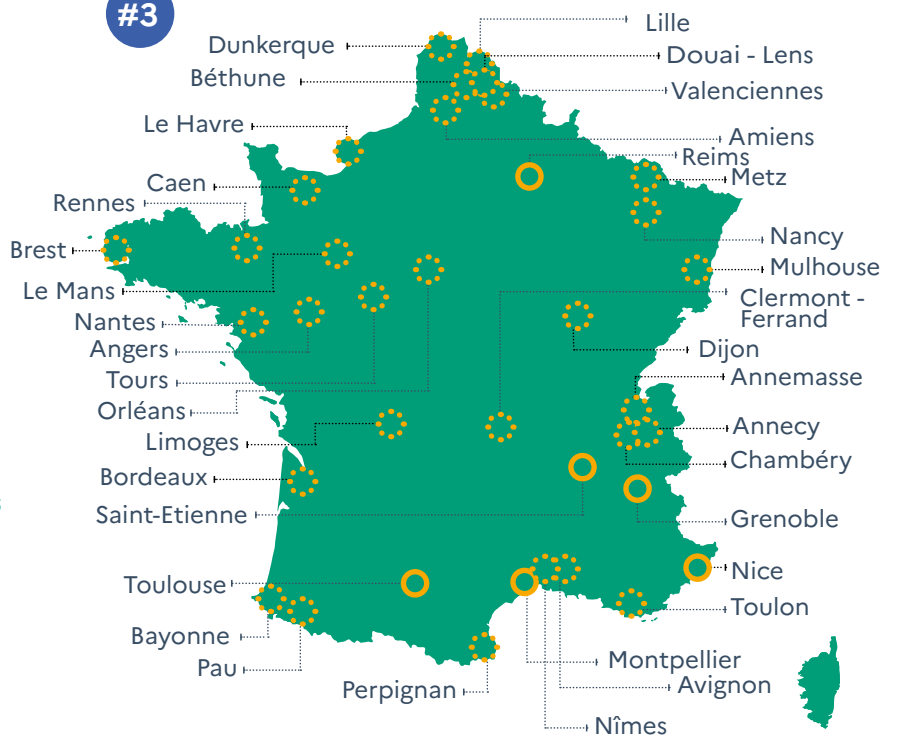 #3
Lille
Dunkerque
Douai - Lens
Béthune
Valenciennes
Le Havre
Amiens
Reims
Caen
Metz
Rennes
Brest
Nancy
Mulhouse
Le Mans
Clermont -
Ferrand
Nantes
Angers
Dijon
Tours
Annemasse
Orléans
Limoges
Annecy
Chambéry
Bordeaux
Saint-Etienne
Grenoble
Toulouse
Nice
Toulon
Bayonne
Pau
Montpellier
Perpignan
Avignon
Nîmes